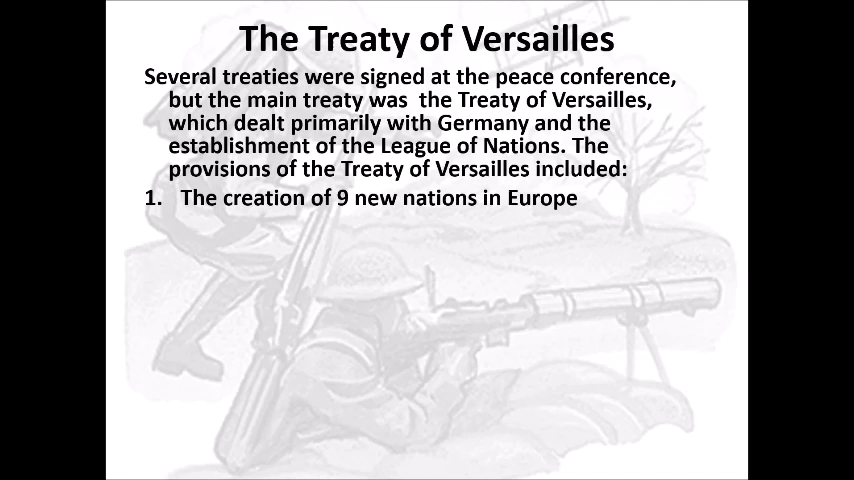 The Treaty of Versailles
Several treaties were signed at the peace conference,
but the main treaty was  the Treaty of Versailles,
which dealt primarily with Germany and the
establishment of the League of Nations. The
provisions of the Treaty of Versailles included:
1. The creation of 9 new nations in Europe